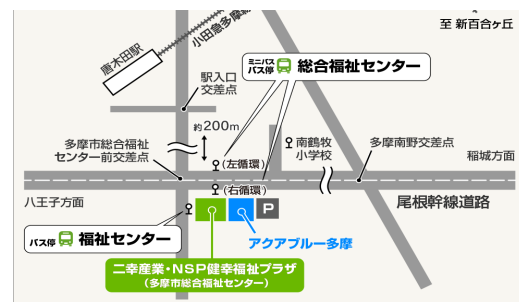 至 新百合ヶ丘
小田急多摩線
唐木田駅
ミニバス
バス停 総合福祉センター
駅入口
交差点
約200m
多摩市総合福祉
センター前交差点
南鶴牧
小学校
多摩南野交差点
(左循環)
稲城方面
(右循環)
八王子方面
尾根幹線道路
P
バス停 福祉センター
アクアブルー多摩
二幸産業・NSP健幸福祉プラザ
(多摩市総合福祉センター)